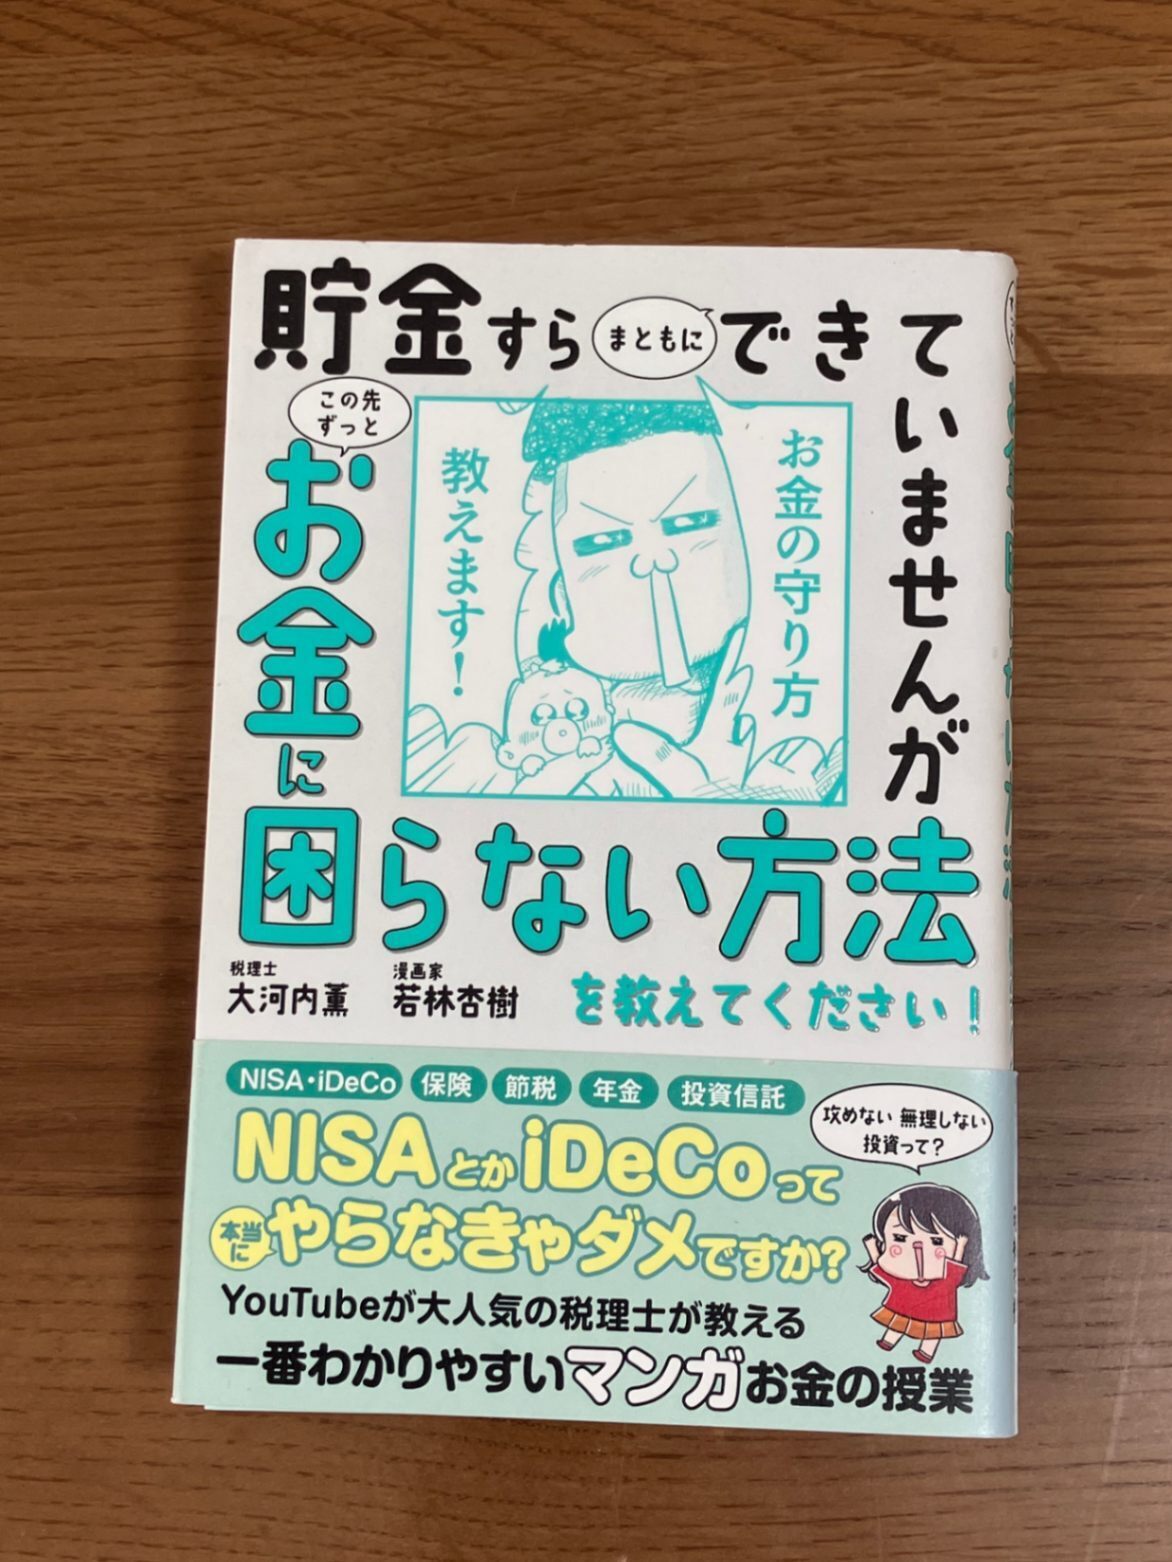 貯金すらまともにできていませんが
この先
ずっと
お金に
困らない方法
を教えてください！
お金の守り方
教えます！
税理士
大河内薫
漫画家
若林杏樹
NISA・iDeCo 保険 節税 年金 投資信託
NISAとかiDeCoって
本当に
やらなきゃダメですか?
攻めない 無理しない
投資って?
YouTubeが大人気の税理士が教える
一番わかりやすいマンガお金の授業